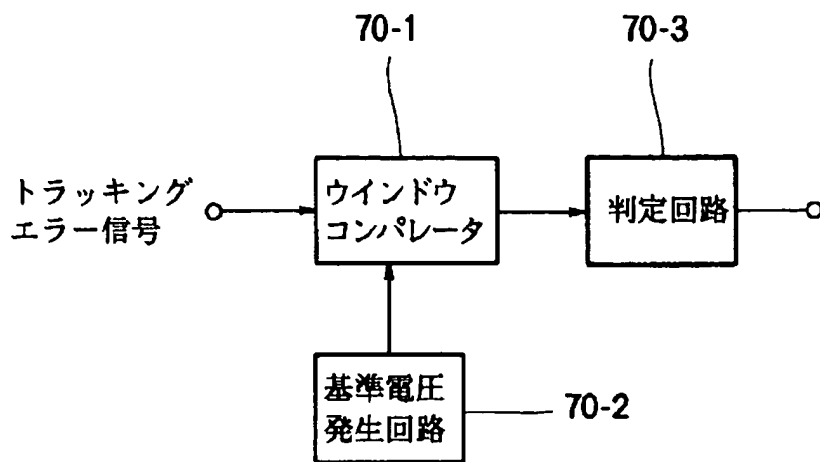 70-1
70-3
トラッキング
エラー信号
ウインドウ
コンパレータ
判定回路
基準電圧
発生回路
70-2